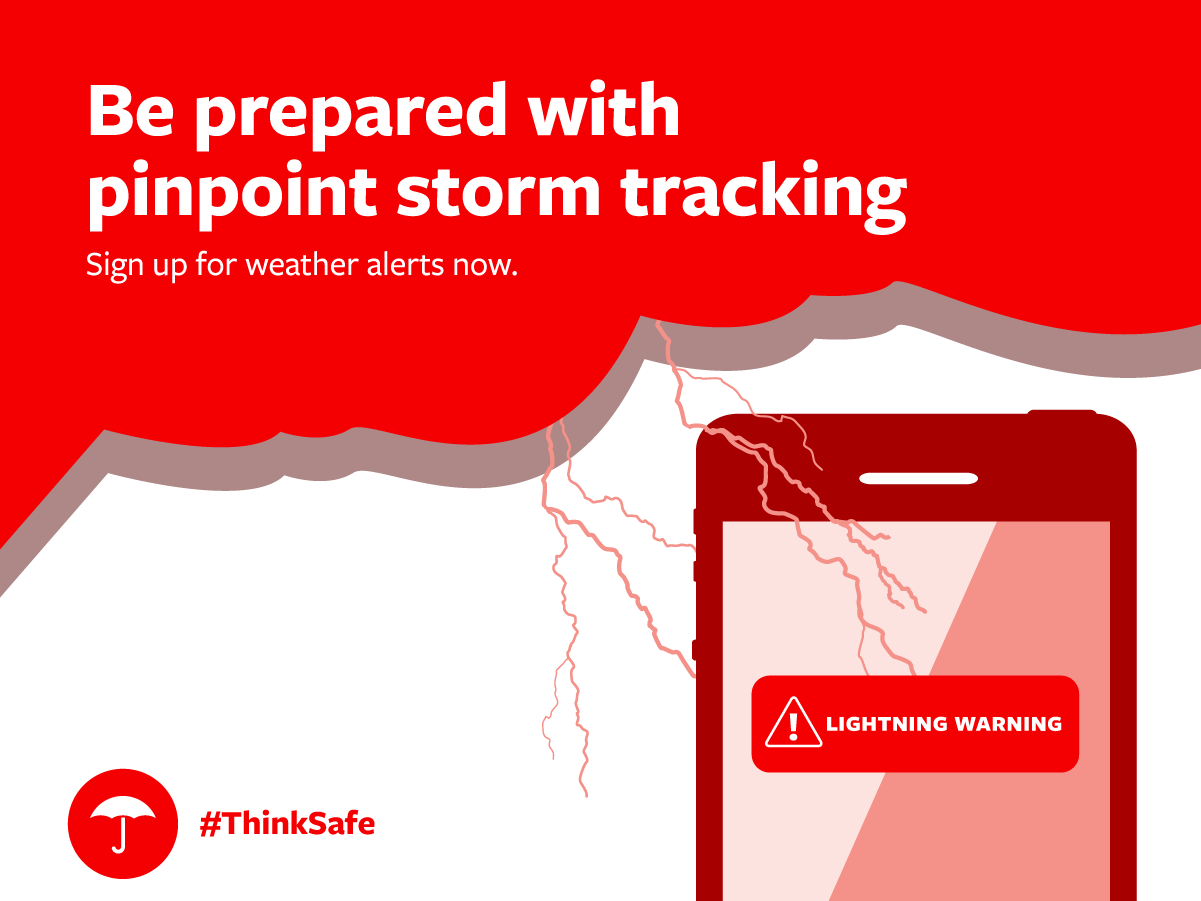 Be prepared with
pinpoint storm tracking
Sign up for weather alerts now.
LIGHTNING WARNING
#ThinkSafe